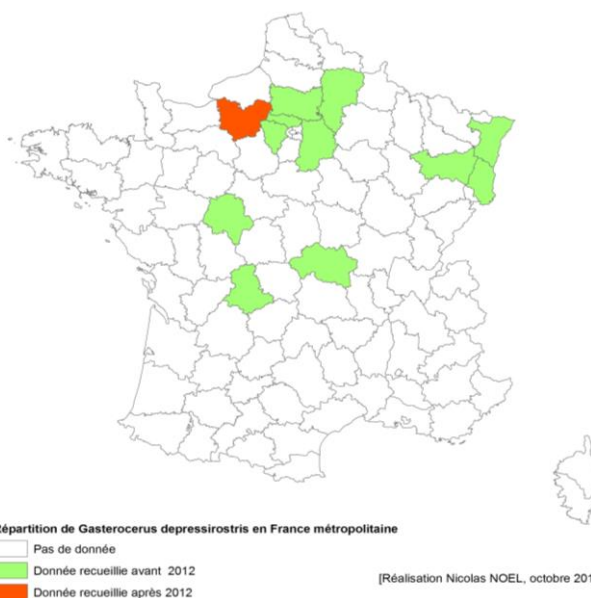 Répartition de Gasterocerus depressirostris en France métropolitaine
Pas de donnée
Donnée recueillie avant 2012
Donnée recueillie après 2012
[Réalisation Nicolas NOEL, octobre 201